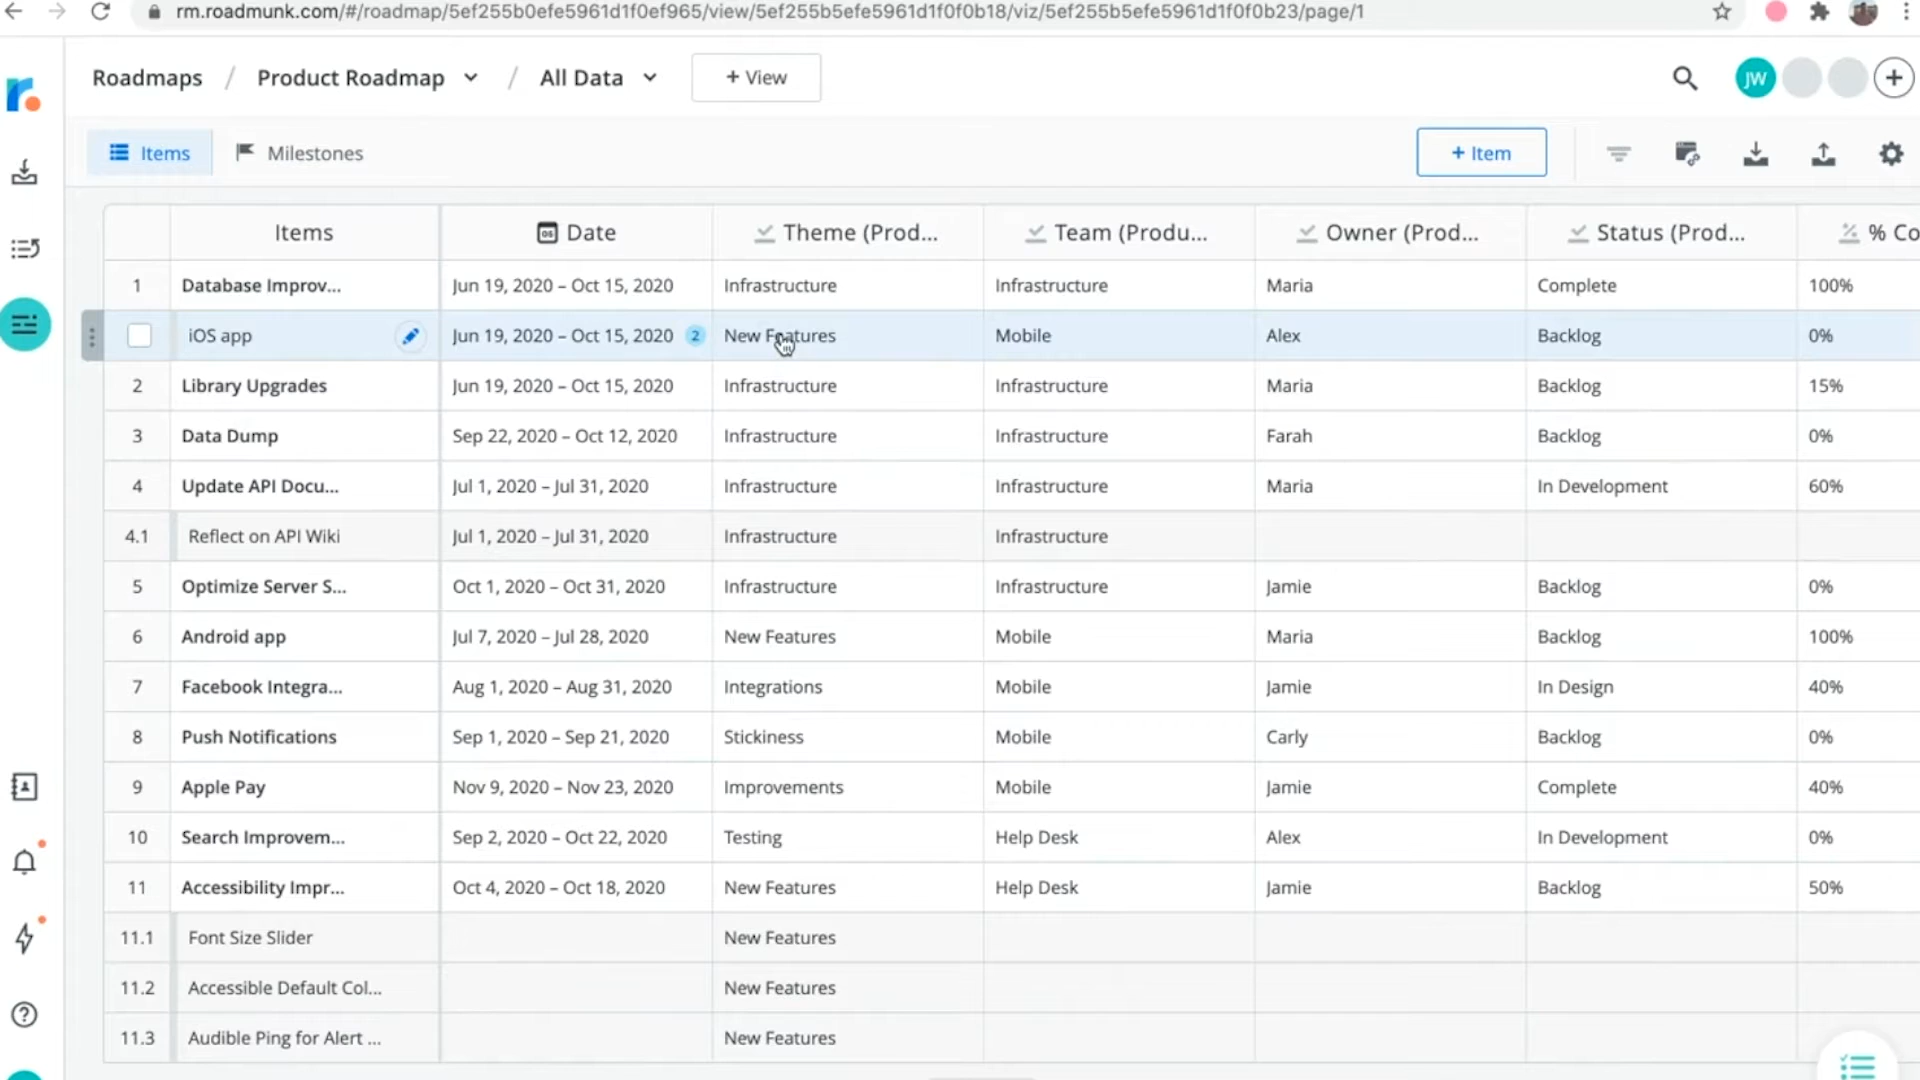 rm.roadmunk.com/#/roadmap/5ef255b0efe5961d1f0ef965/view/5ef255b5efe5961d1f0f0b18/viz/5ef255b5efe5961d1f0f0b23/page/1
Roadmaps / Product Roadmap / All Data + View JW
Items Milestones + Item
Items Date Theme (Prod... Team (Produ... Owner (Prod... Status (Prod... % Co
1 Database Improv... Jun 19, 2020 – Oct 15, 2020 Infrastructure Infrastructure Maria Complete 100%
iOS app Jun 19, 2020 – Oct 15, 2020 2 New Features Mobile Alex Backlog 0%
2 Library Upgrades Jun 19, 2020 – Oct 15, 2020 Infrastructure Infrastructure Maria Backlog 15%
3 Data Dump Sep 22, 2020 – Oct 12, 2020 Infrastructure Infrastructure Farah Backlog 0%
4 Update API Docu... Jul 1, 2020 – Jul 31, 2020 Infrastructure Infrastructure Maria In Development 60%
4.1 Reflect on API Wiki Jul 1, 2020 – Jul 31, 2020 Infrastructure Infrastructure
5 Optimize Server S... Oct 1, 2020 – Oct 31, 2020 Infrastructure Infrastructure Jamie Backlog 0%
6 Android app Jul 7, 2020 – Jul 28, 2020 New Features Mobile Maria Backlog 100%
7 Facebook Integra... Aug 1, 2020 – Aug 31, 2020 Integrations Mobile Jamie In Design 40%
8 Push Notifications Sep 1, 2020 – Sep 21, 2020 Stickiness Mobile Carly Backlog 0%
9 Apple Pay Nov 9, 2020 – Nov 23, 2020 Improvements Mobile Jamie Complete 40%
10 Search Improvem... Sep 2, 2020 – Oct 22, 2020 Testing Help Desk Alex In Development 0%
11 Accessibility Impr... Oct 4, 2020 – Oct 18, 2020 New Features Help Desk Jamie Backlog 50%
11.1 Font Size Slider New Features
11.2 Accessible Default Col... New Features
11.3 Audible Ping for Alert ... New Features